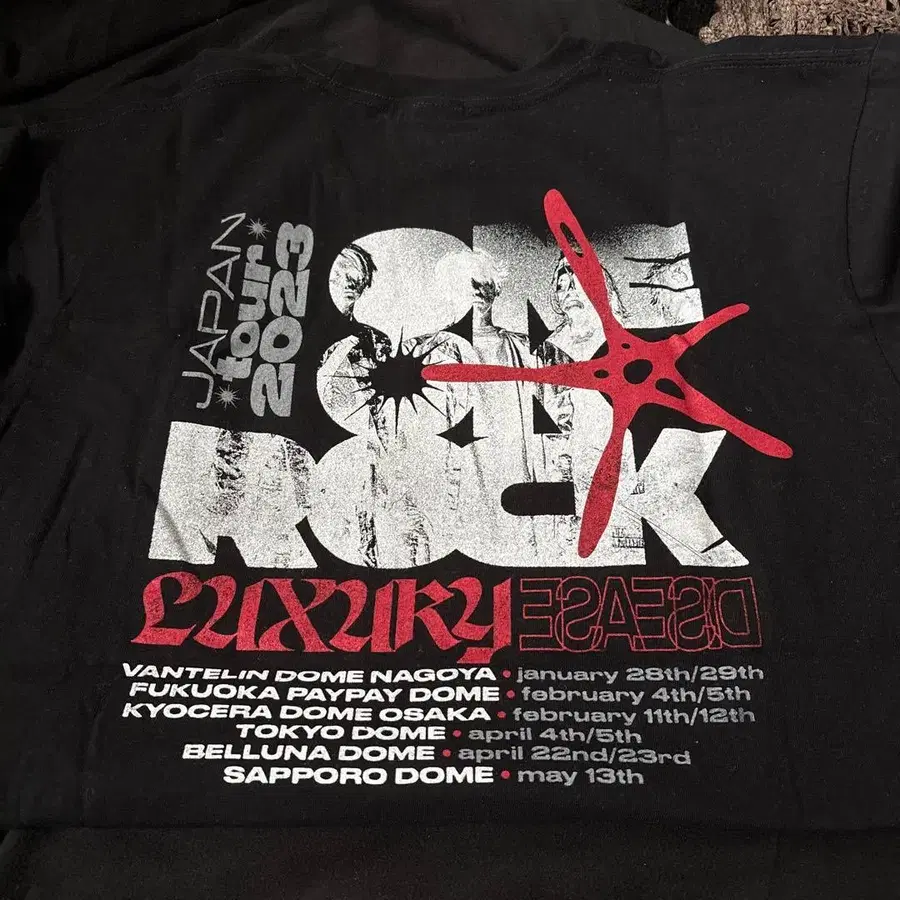 JAPAN
tour
2023
ONE
OK
ROCK
LUXURY DISEASE
VANTELIN DOME NAGOYA • january 28th/29th
FUKUOKA PAYPAY DOME • february 4th/5th
KYOCERA DOME OSAKA • february 11th/12th
TOKYO DOME • april 4th/5th
BELLUNA DOME • april 22nd/23rd
SAPPORO DOME • may 13th